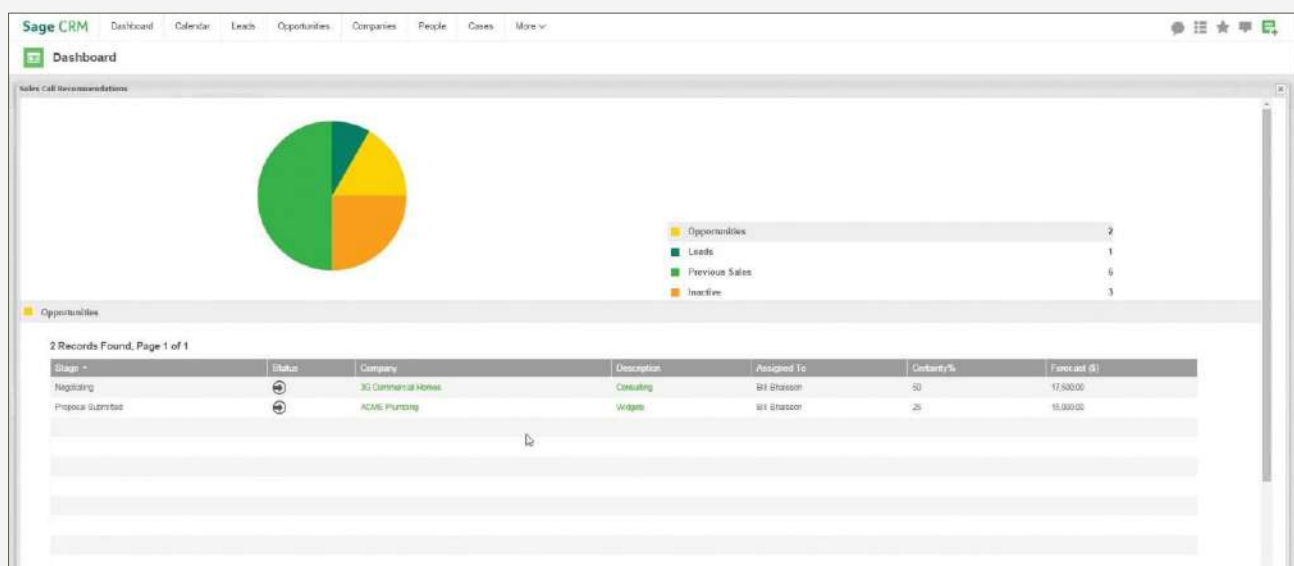 Sage CRM Dashboard Calendar Leads Opportunities Companies People Cases More
Dashboard
Sales Call Recommendations
Opportunities 2
Leads 1
Previous Sales 6
Inactive 3
Opportunities
2 Records Found, Page 1 of 1
Stage Status Company Description Assigned To Certainty% Forecast ($)
Negotiating 3G Commercial Homes Consulting Bill 50 17,500.00
Proposal Submitted ACME Plumbing Widgets Bill 25 15,000.00